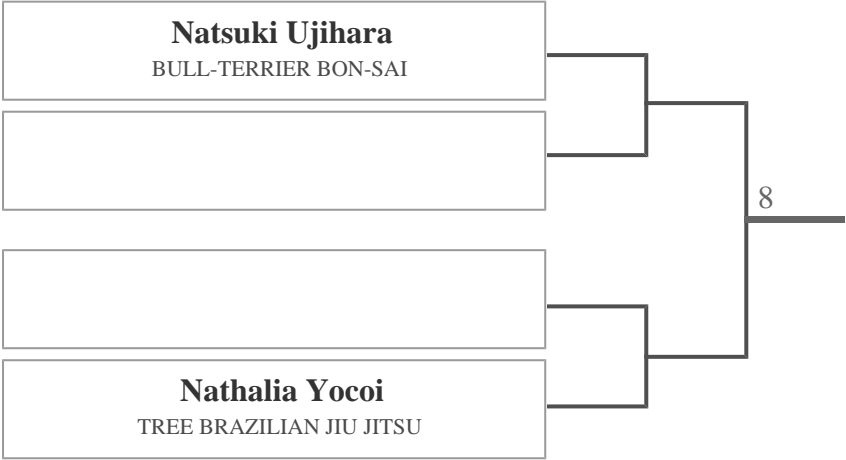 Natsuki Ujihara
BULL-TERRIER BON-SAI
8
Nathalia Yocoi
TREE BRAZILIAN JIU JITSU